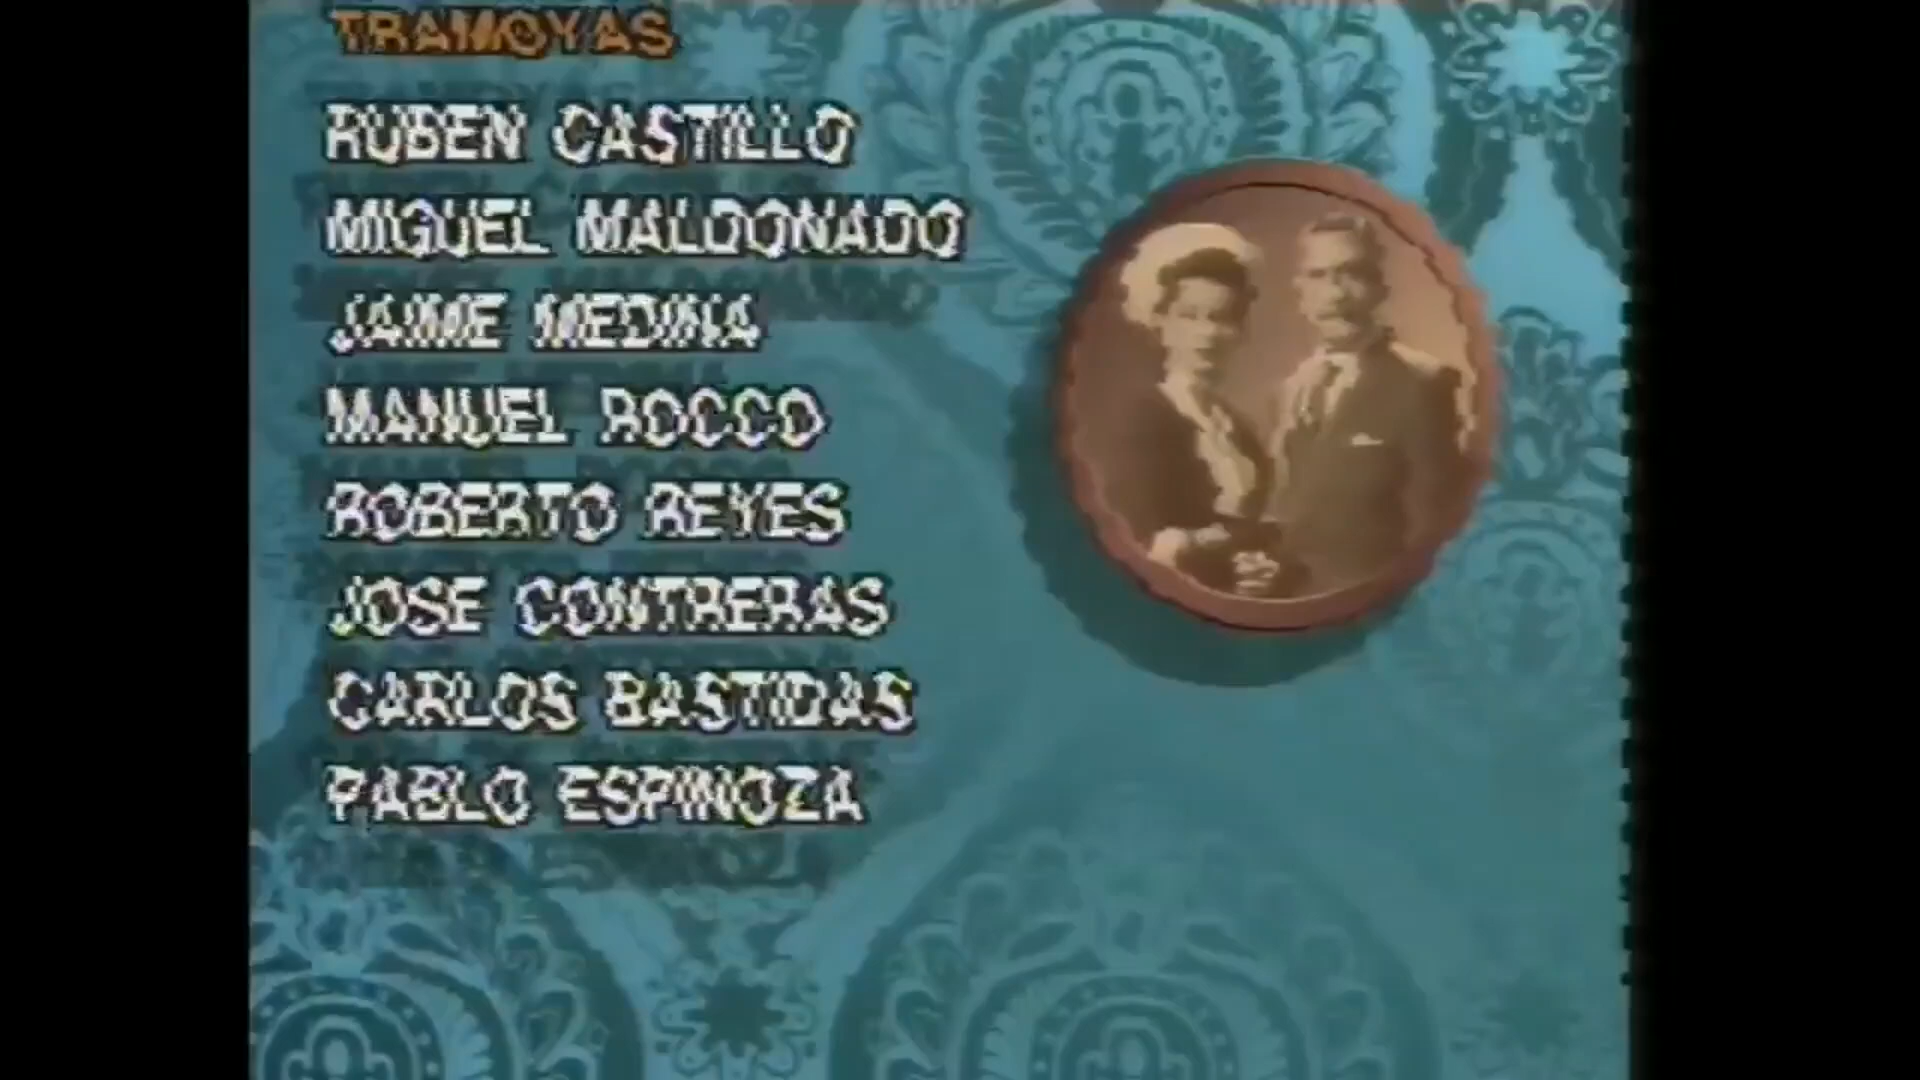 TRAMOYAS
RUBEN CASTILLO
MIGUEL MALDONADO
JAIME MEDINA
MANUEL ROCCO
ROBERTO REYES
JOSE CONTRERAS
CARLOS BASTIDAS
PABLO ESPINOZA